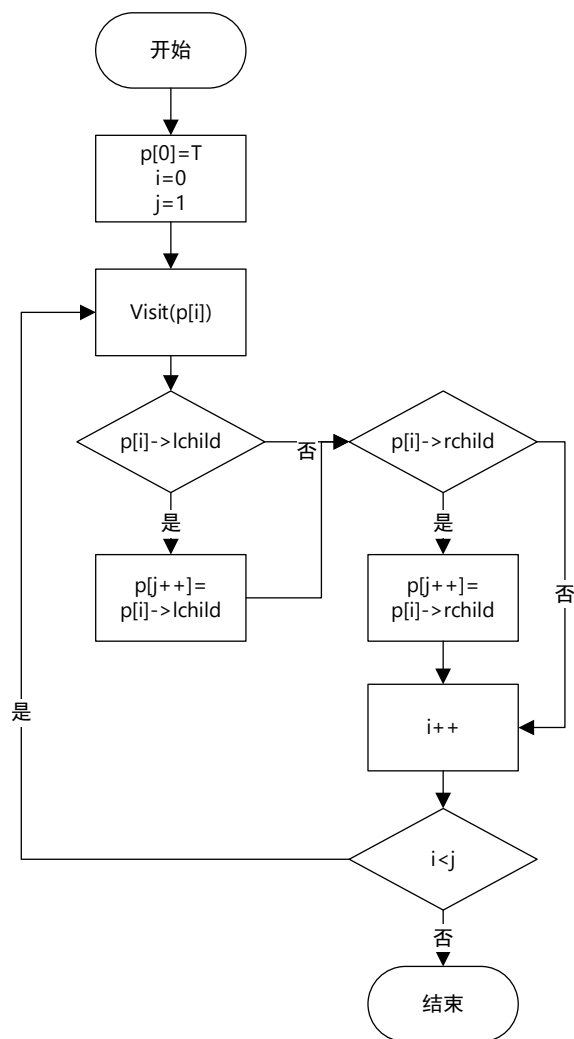 开始
p[0]=T
i=0
j=1
Visit(p[i])
p[i]->lchild
否
p[i]->rchild
是
是
p[j++]=
p[i]->lchild
p[j++]=
p[i]->rchild
否
是
i++
i<j
否
结束